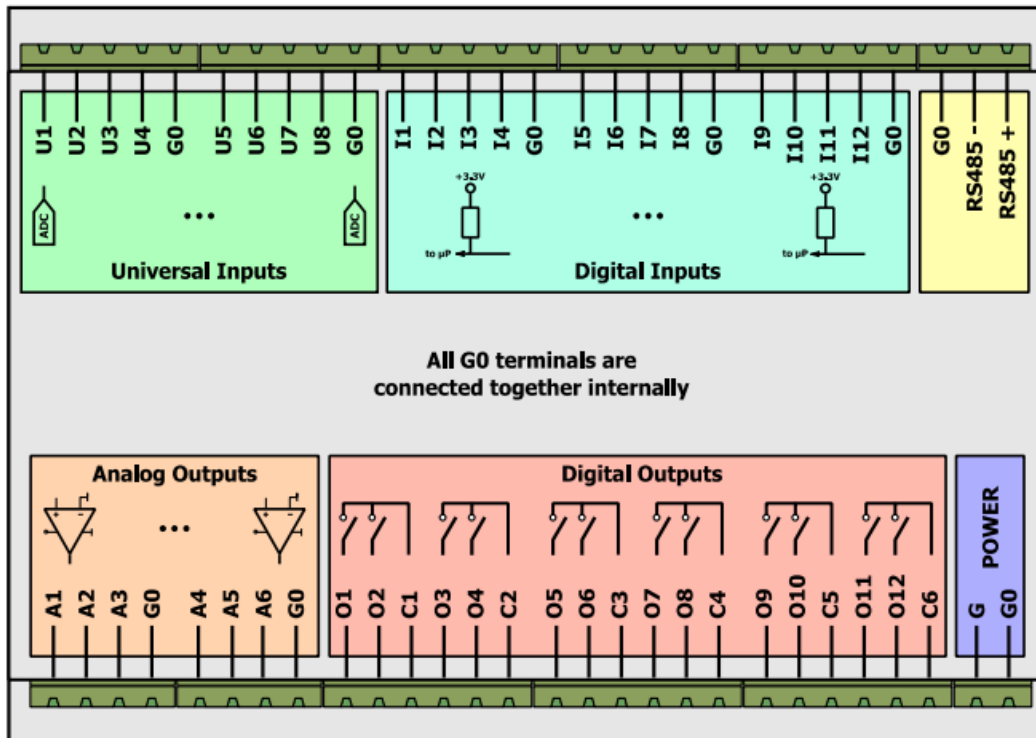 U1 U2 U3 U4 G0 U5 U6 U7 U8 G0
I1 I2 I3 I4 G0 I5 I6 I7 I8 G0 I9 I10 I11 I12 G0
G0 RS485 - RS485 +
ADC ... ADC
Universal Inputs
+3.3V ... +3.3V
to µP to µP
Digital Inputs
All G0 terminals are
connected together internally
Analog Outputs
+ - ... + -
A1 A2 A3 G0 A4 A5 A6 G0
Digital Outputs
O1 O2 C1 O3 O4 C2 O5 O6 C3 O7 O8 C4 O9 O10 C5 O11 O12 C6
POWER
G G0